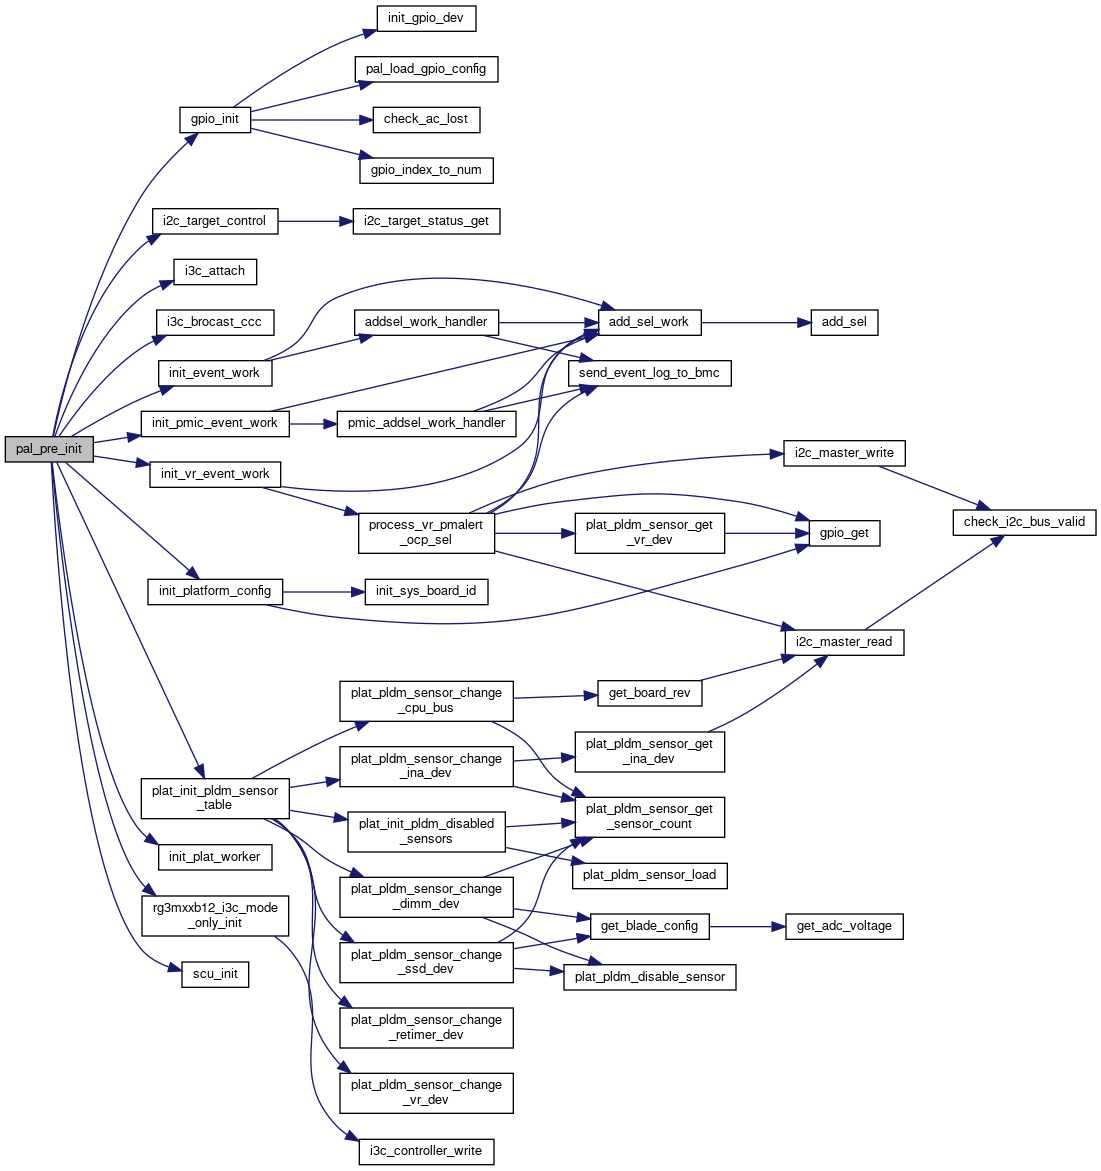 init_gpio_dev
pal_load_gpio_config
gpio_init
check_ac_lost
gpio_index_to_num
i2c_target_control
i2c_target_status_get
i3c_attach
i3c_brocast_ccc
addsel_work_handler
add_sel_work
add_sel
init_event_work
send_event_log_to_bmc
init_pmic_event_work
pmic_addsel_work_handler
pal_pre_init
i2c_master_write
init_vr_event_work
process_vr_pmalert
_ocp_sel
plat_pldm_sensor_get
_vr_dev
gpio_get
check_i2c_bus_valid
init_platform_config
init_sys_board_id
i2c_master_read
plat_pldm_sensor_change
_cpu_bus
get_board_rev
plat_pldm_sensor_change
_ina_dev
plat_pldm_sensor_get
_ina_dev
plat_init_pldm_sensor
_table
plat_init_pldm_disabled
_sensors
plat_pldm_sensor_get
_sensor_count
init_plat_worker
plat_pldm_sensor_load
plat_pldm_sensor_change
_dimm_dev
rg3mxxb12_i3c_mode
_only_init
get_blade_config
get_adc_voltage
scu_init
plat_pldm_sensor_change
_ssd_dev
plat_pldm_disable_sensor
plat_pldm_sensor_change
_retimer_dev
plat_pldm_sensor_change
_vr_dev
i3c_controller_write